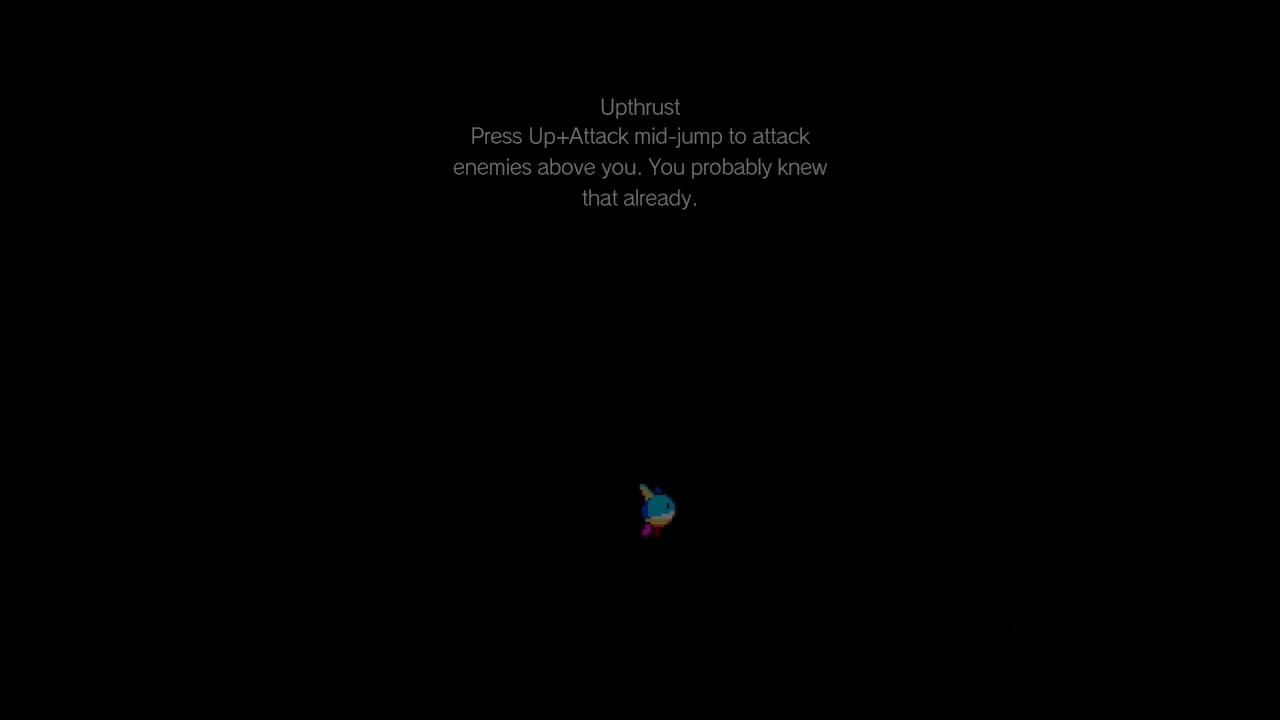 Upthrust
Press Up+Attack mid-jump to attack
enemies above you. You probably knew
that already.